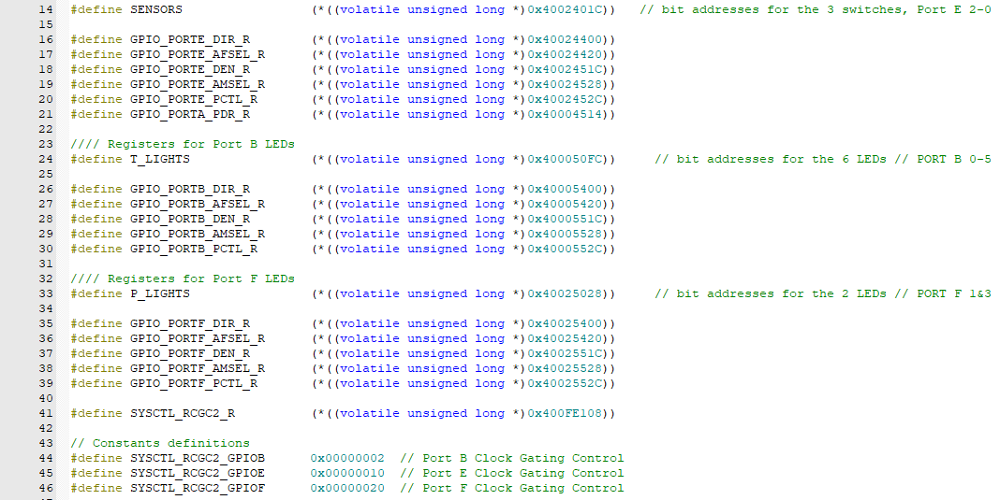 14 #define SENSORS (*((volatile unsigned long *)0x4002401C)) // bit addresses for the 3 switches, Port E 2-0
15
16 #define GPIO_PORTE_DIR_R (*((volatile unsigned long *)0x40024400))
17 #define GPIO_PORTE_AFSEL_R (*((volatile unsigned long *)0x40024420))
18 #define GPIO_PORTE_DEN_R (*((volatile unsigned long *)0x4002451C))
19 #define GPIO_PORTE_AMSEL_R (*((volatile unsigned long *)0x40024528))
20 #define GPIO_PORTE_PCTL_R (*((volatile unsigned long *)0x4002452C))
21 #define GPIO_PORTA_PDR_R (*((volatile unsigned long *)0x40004514))
22
23 //// Registers for Port B LEDs
24 #define T_LIGHTS (*((volatile unsigned long *)0x400050FC)) // bit addresses for the 6 LEDs // PORT B 0-5
25
26 #define GPIO_PORTB_DIR_R (*((volatile unsigned long *)0x40005400))
27 #define GPIO_PORTB_AFSEL_R (*((volatile unsigned long *)0x40005420))
28 #define GPIO_PORTB_DEN_R (*((volatile unsigned long *)0x4000551C))
29 #define GPIO_PORTB_AMSEL_R (*((volatile unsigned long *)0x40005528))
30 #define GPIO_PORTB_PCTL_R (*((volatile unsigned long *)0x4000552C))
31
32 //// Registers for Port F LEDs
33 #define P_LIGHTS (*((volatile unsigned long *)0x40025028)) // bit addresses for the 2 LEDs // PORT F 1&3
34
35 #define GPIO_PORTF_DIR_R (*((volatile unsigned long *)0x40025400))
36 #define GPIO_PORTF_AFSEL_R (*((volatile unsigned long *)0x40025420))
37 #define GPIO_PORTF_DEN_R (*((volatile unsigned long *)0x4002551C))
38 #define GPIO_PORTF_AMSEL_R (*((volatile unsigned long *)0x40025528))
39 #define GPIO_PORTF_PCTL_R (*((volatile unsigned long *)0x4002552C))
40
41 #define SYSCTL_RCGC2_R (*((volatile unsigned long *)0x400FE108))
42
43 // Constants definitions
44 #define SYSCTL_RCGC2_GPIOB 0x00000002 // Port B Clock Gating Control
45 #define SYSCTL_RCGC2_GPIOE 0x00000010 // Port E Clock Gating Control
46 #define SYSCTL_RCGC2_GPIOF 0x00000020 // Port F Clock Gating Control